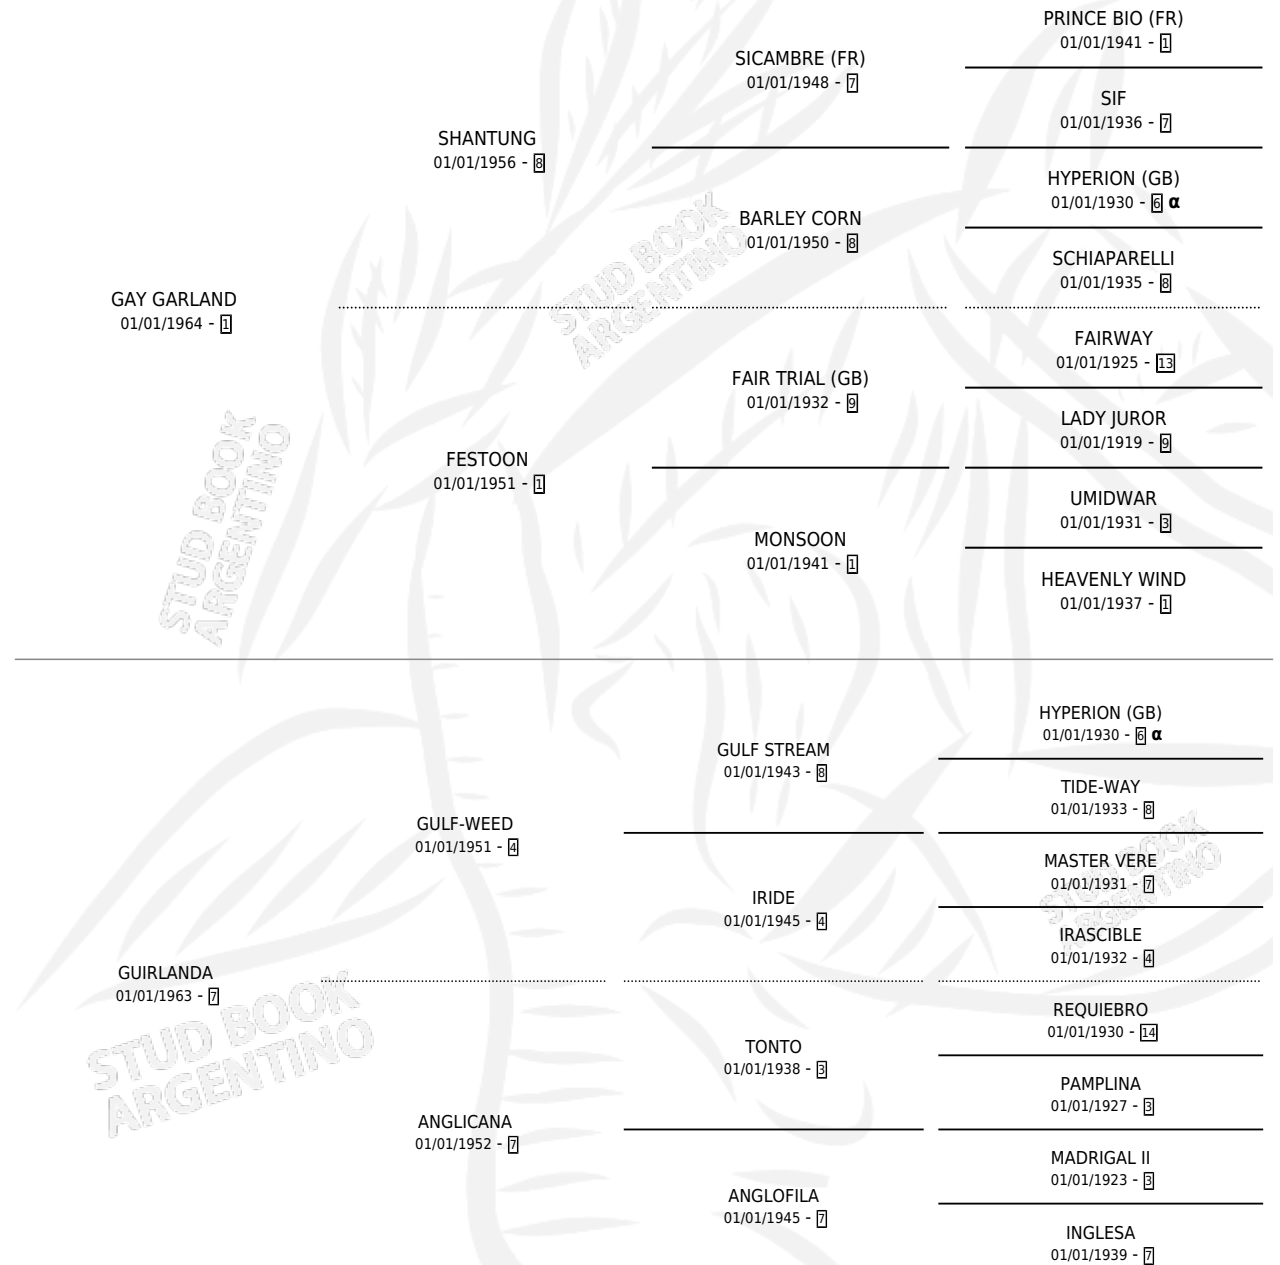 PRINCE BIO (FR)
01/01/1941 - 1
SICAMBRE (FR)
01/01/1948 - 7
SIF
01/01/1936 - 7
SHANTUNG
01/01/1956 - 8
HYPERION (GB)
01/01/1930 - 6 α
BARLEY CORN
01/01/1950 - 8
SCHIAPARELLI
01/01/1935 - 8
GAY GARLAND
01/01/1964 - 1
FAIRWAY
01/01/1925 - 13
FAIR TRIAL (GB)
01/01/1932 - 9
LADY JUROR
01/01/1919 - 9
FESTOON
01/01/1951 - 1
UMIDWAR
01/01/1931 - 3
MONSOON
01/01/1941 - 1
HEAVENLY WIND
01/01/1937 - 1
HYPERION (GB)
01/01/1930 - 6 α
GULF STREAM
01/01/1943 - 8
TIDE-WAY
01/01/1933 - 8
GULF-WEED
01/01/1951 - 4
MASTER VERE
01/01/1931 - 7
IRIDE
01/01/1945 - 4
IRASCIBLE
01/01/1932 - 4
GUIRLANDA
01/01/1963 - 7
REQUIEBRO
01/01/1930 - 14
TONTO
01/01/1938 - 3
PAMPLINA
01/01/1927 - 3
ANGLICANA
01/01/1952 - 7
MADRIGAL II
01/01/1923 - 3
ANGLOFILA
01/01/1945 - 7
INGLESA
01/01/1939 - 7
STUD BOOK
ARGENTINO
STUD BOOK
ARGENTINO
STUD BOOK
ARGENTINO
STUD BOOK
ARGENTINO